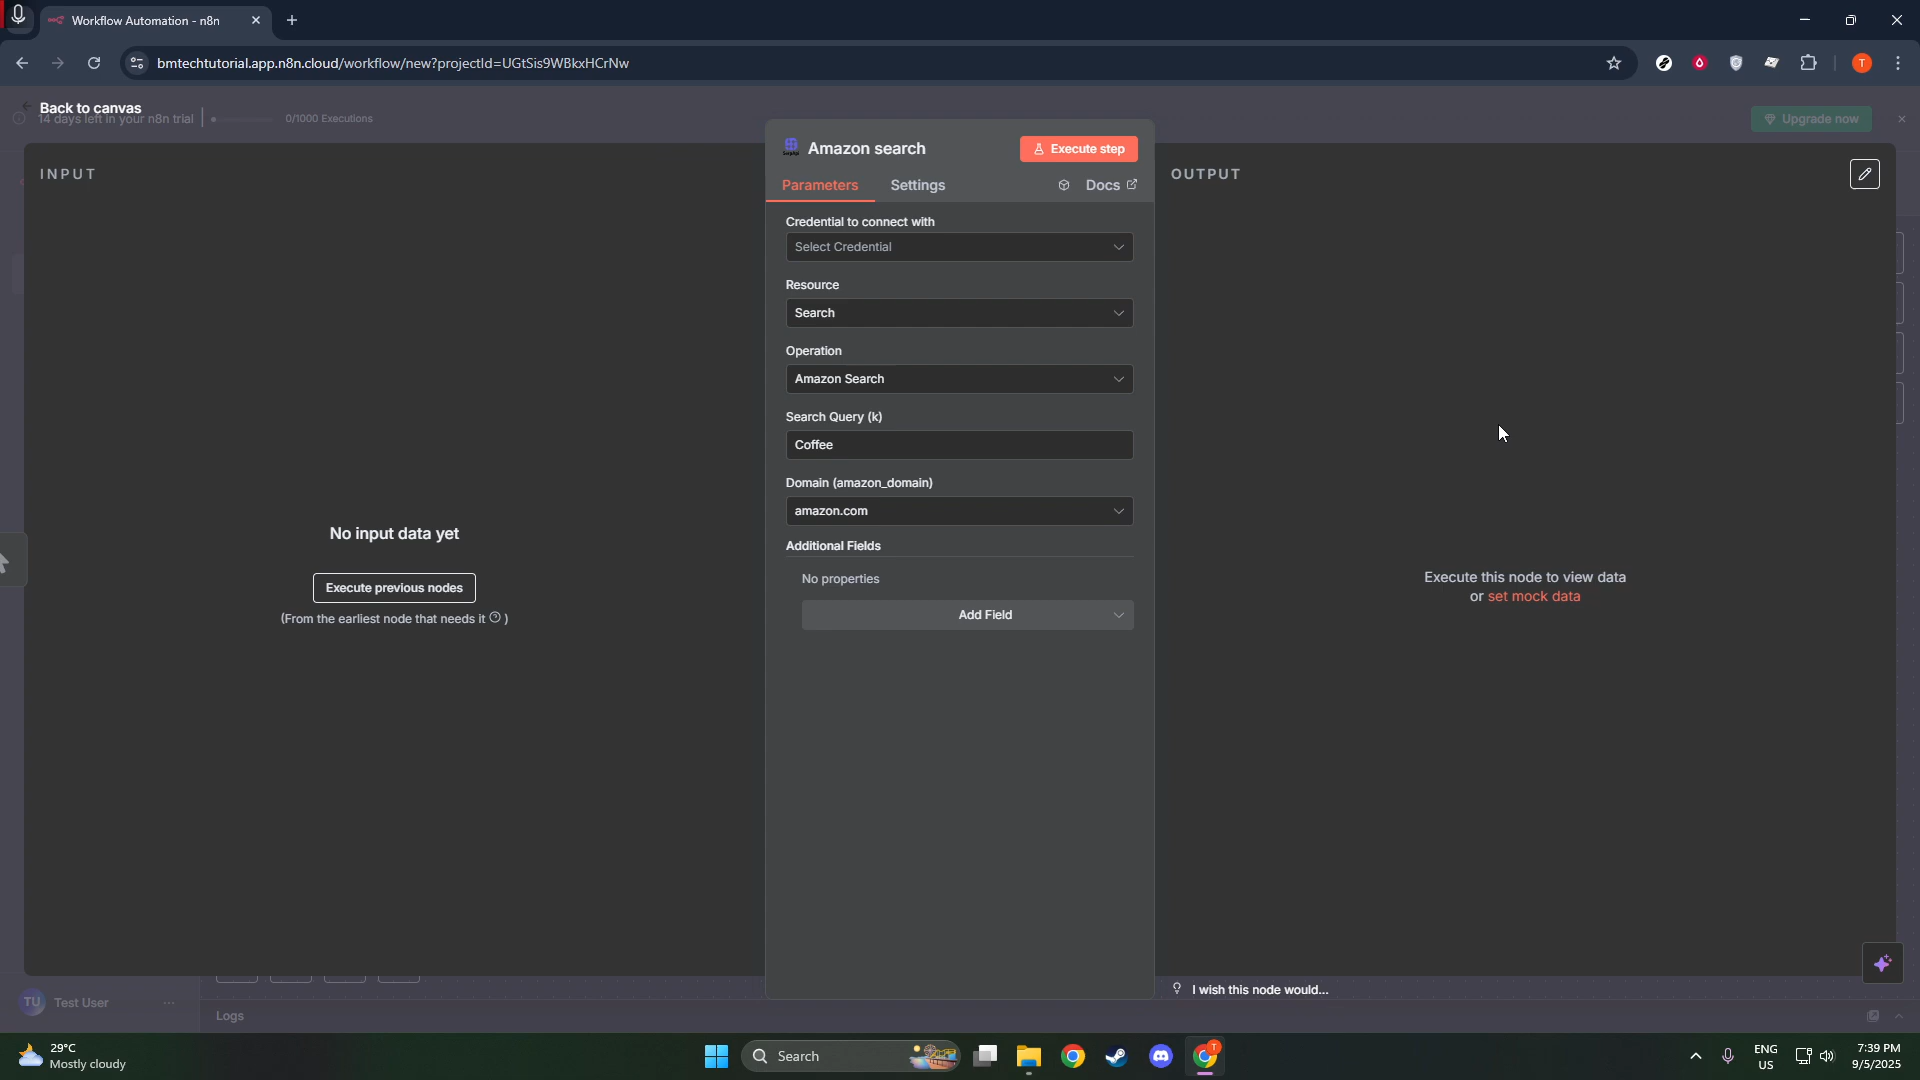 Workflow Automation - n8n
bmtechtutorial.app.n8n.cloud/workflow/new?projectId=UGtSis9WBkxHCrNw
T
Back to canvas
14 days left in your n8n trial
0/1000 Executions
Upgrade now
INPUT
Amazon search
Execute step
OUTPUT
Parameters
Settings
Docs
Credential to connect with
Select Credential
Resource
Search
Operation
Amazon Search
Search Query (k)
Coffee
Domain (amazon_domain)
amazon.com
Additional Fields
No properties
Add Field
No input data yet
Execute previous nodes
(From the earliest node that needs it ?)
Execute this node to view data
or set mock data
I wish this node would...
TU
Test User
Logs
29°C
Mostly cloudy
Search
T
ENG
US
7:39 PM
9/5/2025